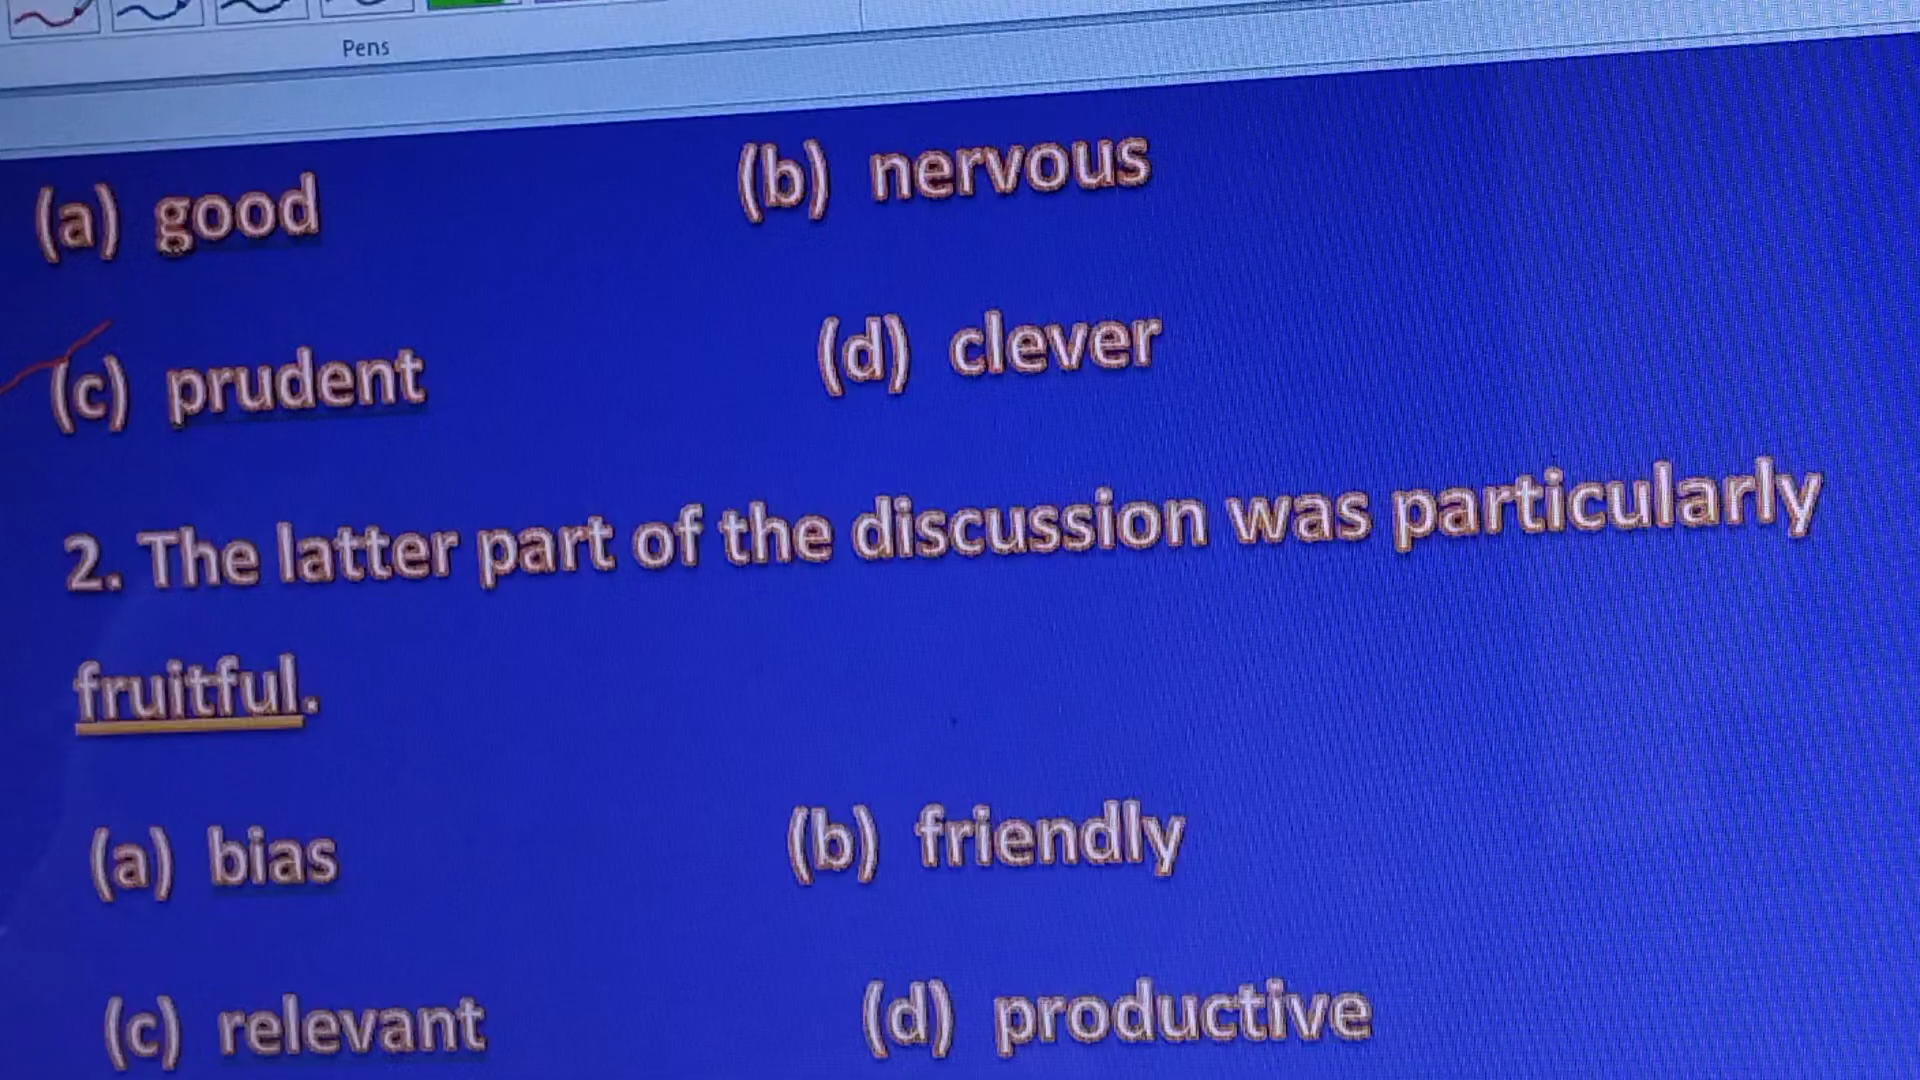 Pens
(a) good (b) nervous
(c) prudent (d) clever
2. The latter part of the discussion was particularly
fruitful.
(a) bias (b) friendly
(c) relevant (d) productive